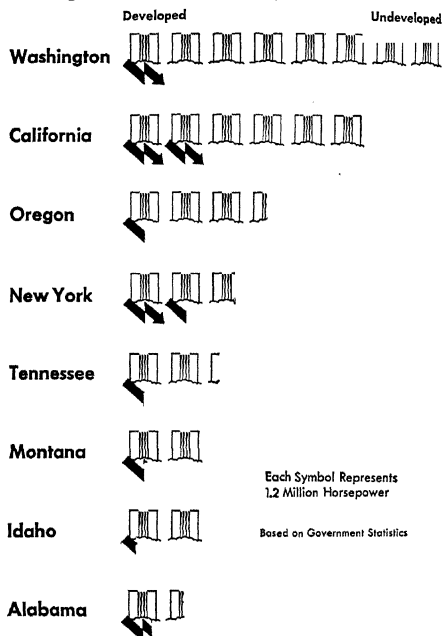 Developed
Undeveloped
Washington
California
Oregon
New York
Tennessee
Montana
Each Symbol Represents
1.2 Million Horsepower
Idaho
Based on Government Statistics
Alabama